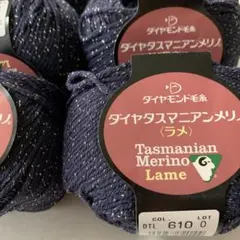 ダイヤモンド毛糸
ダイヤタスマニアンメリノ
ダイヤモンド毛糸
ダイヤタスマニアンメリノ
〈ラメ〉
Tasmanian
Merino
Lame
COL. LOT
DTL 610 0